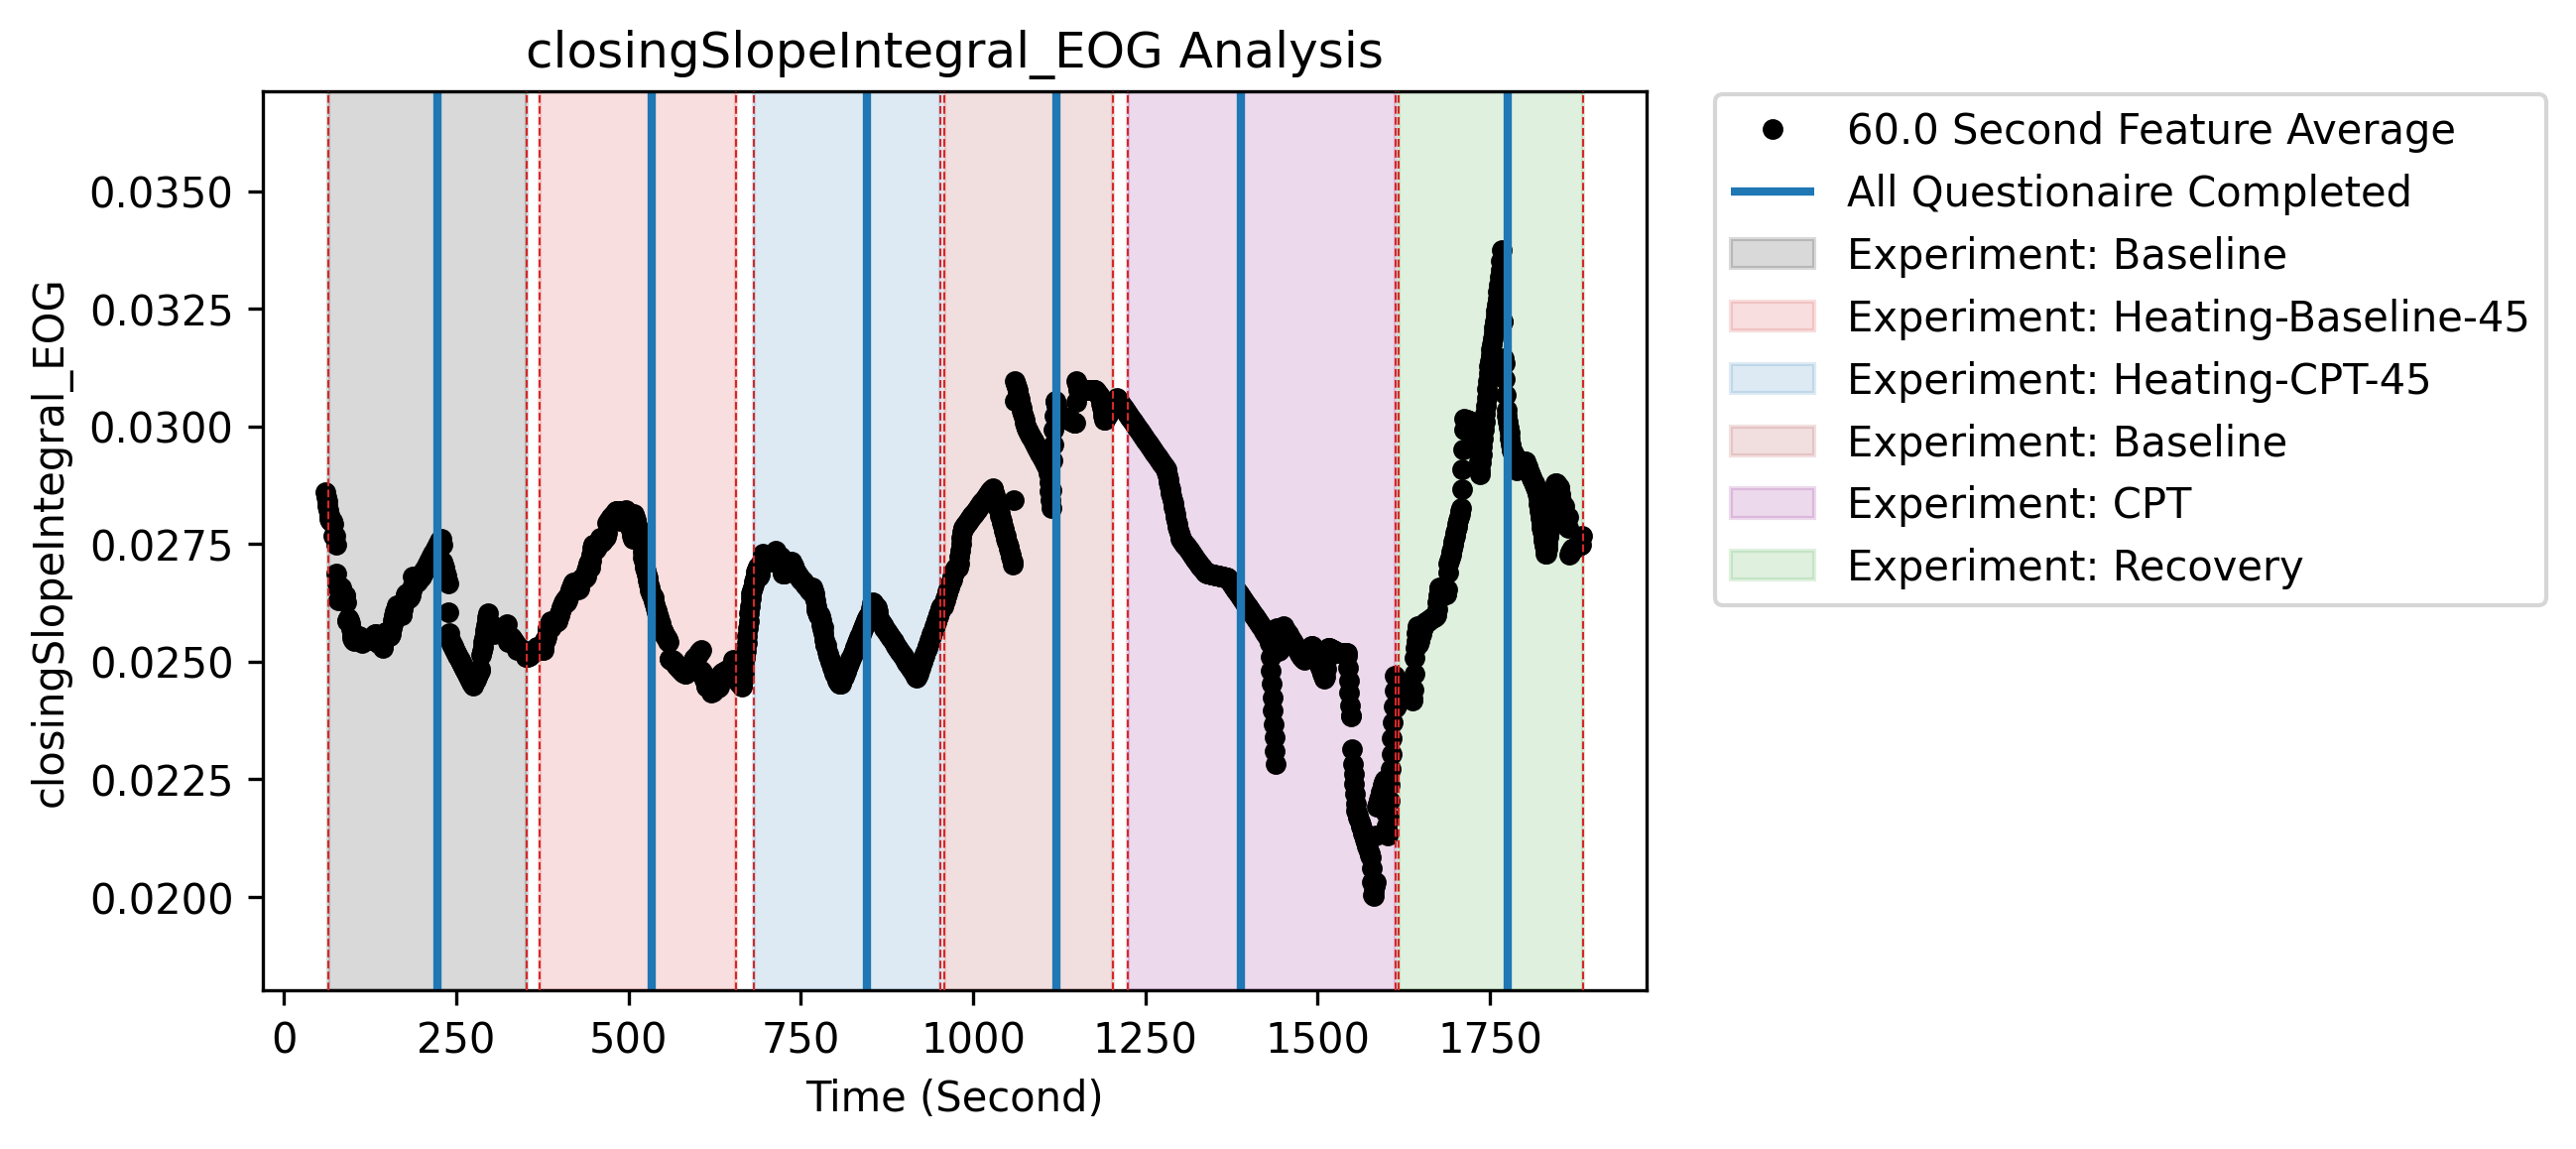 closingSlopeIntegral_EOG Analysis
closingSlopeIntegral_EOG
0.0350
0.0325
0.0300
0.0275
0.0250
0.0225
0.0200
0
250
500
750
1000
1250
1500
1750
Time (Second)
60.0 Second Feature Average
All Questionaire Completed
Experiment: Baseline
Experiment: Heating-Baseline-45
Experiment: Heating-CPT-45
Experiment: Baseline
Experiment: CPT
Experiment: Recovery